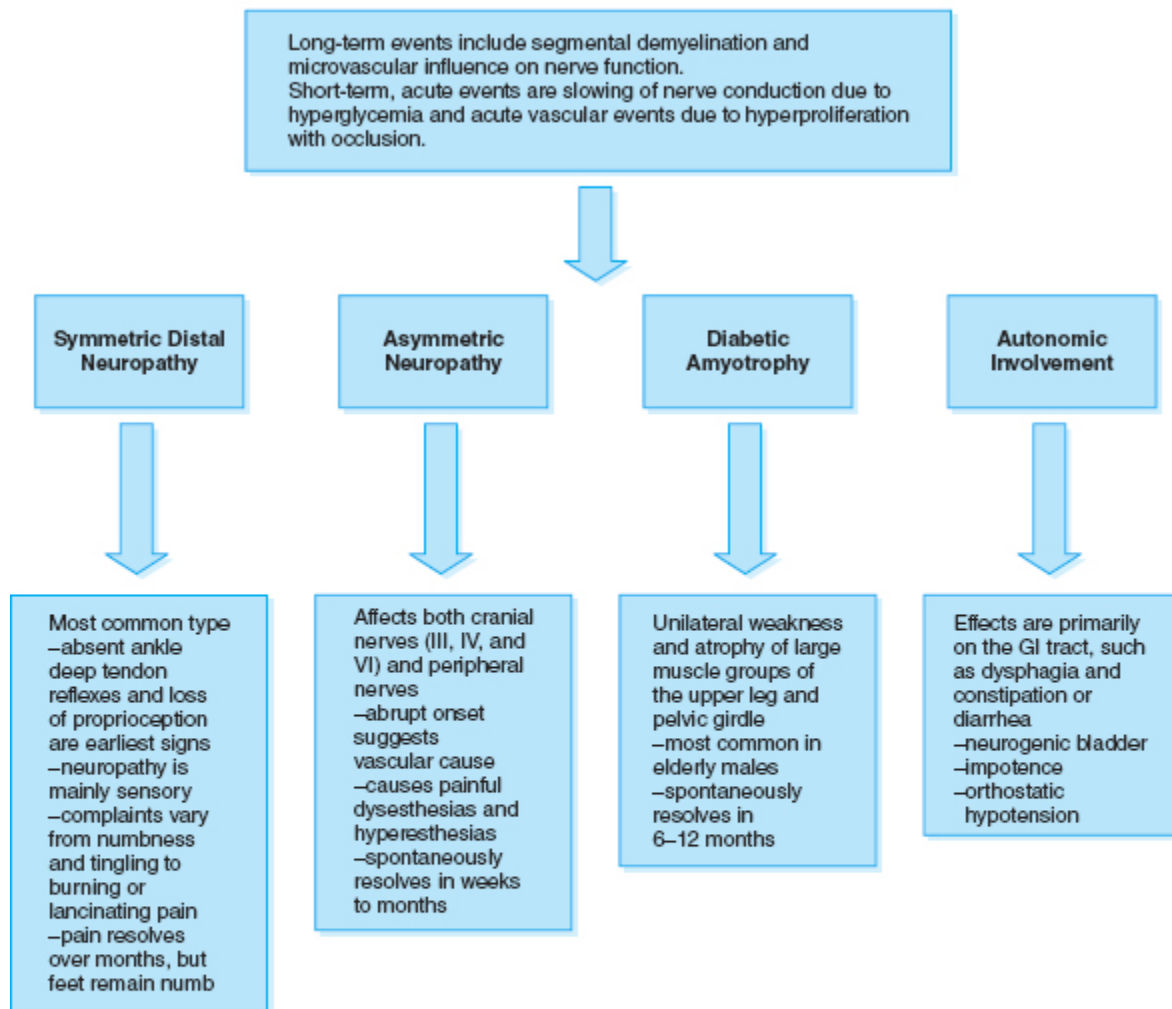 Long-term events include segmental demyelination and
microvascular influence on nerve function.
Short-term, acute events are slowing of nerve conduction due to
hyperglycemia and acute vascular events due to hyperproliferation
with occlusion.
Symmetric Distal
Neuropathy
Asymmetric
Neuropathy
Diabetic
Amyotrophy
Autonomic
Involvement
Most common type
–absent ankle
deep tendon
reflexes and loss
of proprioception
are earliest signs
–neuropathy is
mainly sensory
–complaints vary
from numbness
and tingling to
burning or
lancinating pain
–pain resolves
over months, but
feet remain numb
Affects both cranial
nerves (III, IV, and
VI) and peripheral
nerves
–abrupt onset
suggests
vascular cause
–causes painful
dysesthesias and
hyperesthesias
–spontaneously
resolves in weeks
to months
Unilateral weakness
and atrophy of large
muscle groups of
the upper leg and
pelvic girdle
–most common in
elderly males
–spontaneously
resolves in
6–12 months
Effects are primarily
on the GI tract, such
as dysphagia and
constipation or
diarrhea
–neurogenic bladder
–impotence
–orthostatic
hypotension